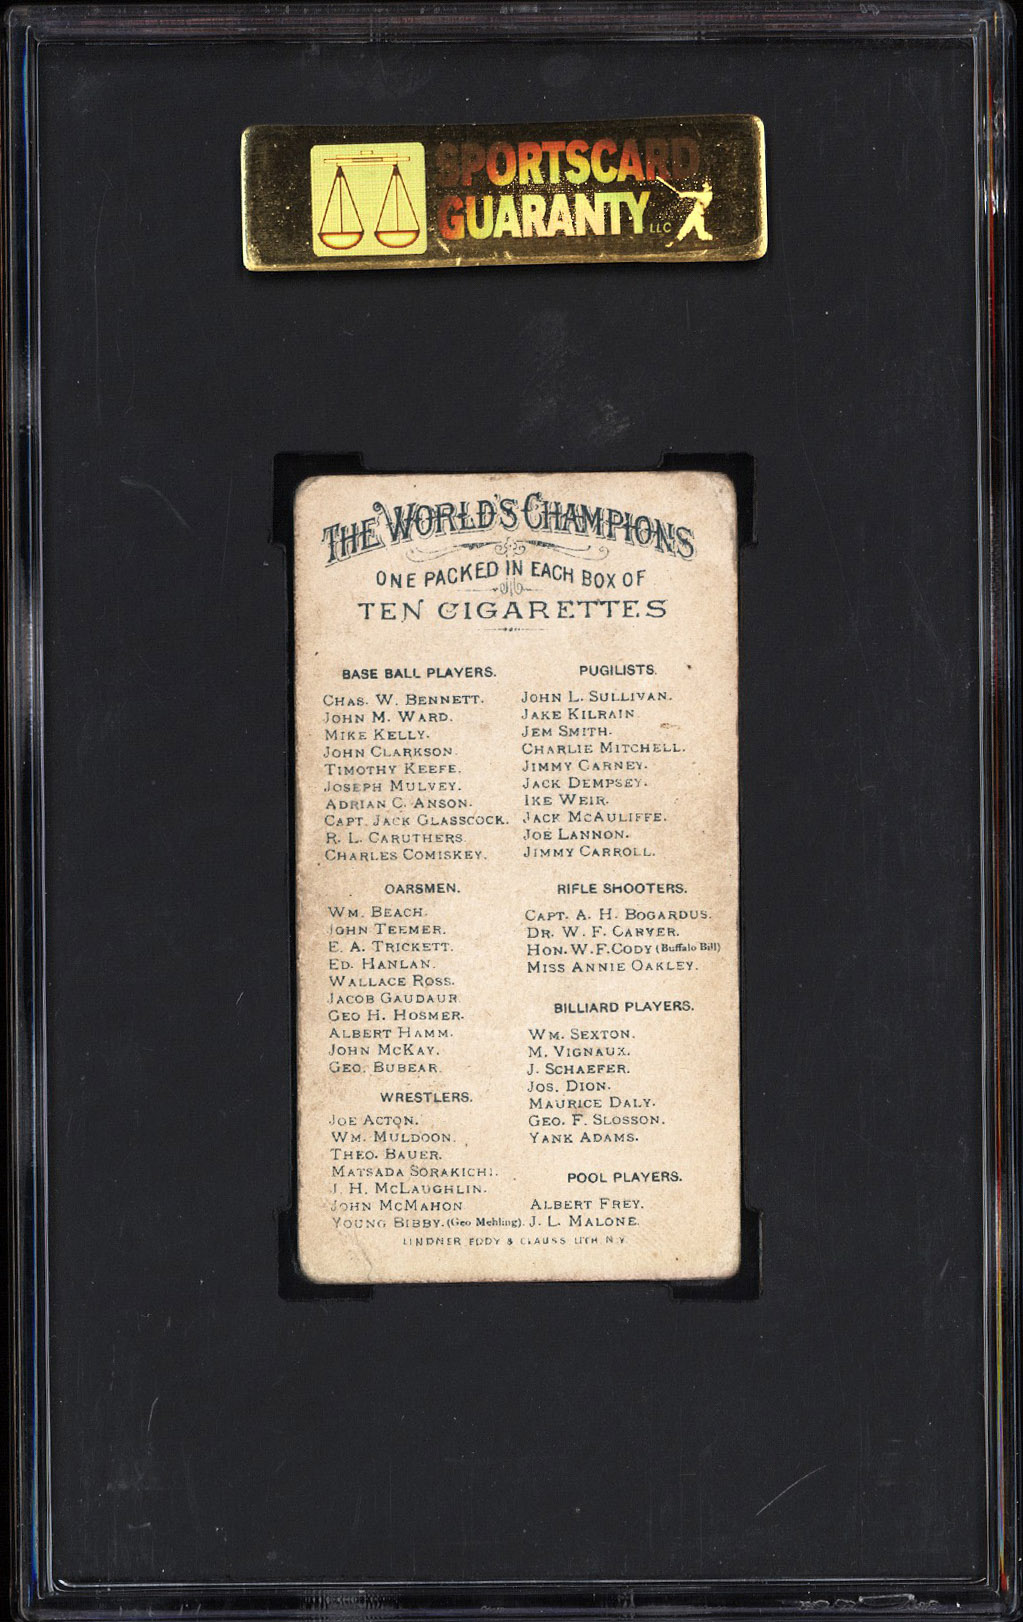 SPORTSCARD
GUARANTY LLC
THE WORLD'S CHAMPIONS
ONE PACKED IN EACH BOX OF
TEN CIGARETTES
BASE BALL PLAYERS.
CHAS. W. BENNETT.
JOHN M. WARD.
MIKE KELLY.
JOHN CLARKSON.
TIMOTHY KEEFE.
JOSEPH MULVEY.
ADRIAN C. ANSON.
CAPT. JACK GLASSCOCK.
R. L. CARUTHERS.
CHARLES COMISKEY.
OARSMEN.
WM. BEACH.
JOHN TEEMER.
E. A. TRICKETT.
ED. HANLAN.
WALLACE ROSS.
JACOB GAUDAUR.
GEO H. HOSMER.
ALBERT HAMM.
JOHN MCKAY.
GEO. BUBEAR.
WRESTLERS.
JOE ACTON.
WM. MULDOON.
THEO. BAUER.
MATSADA SORAKICHI.
J. H. MCLAUGHLIN.
JOHN MCMAHON
YOUNG BIBBY. (Geo Mehling).
PUGILISTS.
JOHN L. SULLIVAN.
JAKE KILRAIN
JEM SMITH.
CHARLIE MITCHELL.
JIMMY CARNEY.
JACK DEMPSEY.
IKE WEIR.
JACK MCAULIFFE.
JOE LANNON.
JIMMY CARROLL.
RIFLE SHOOTERS.
CAPT. A. H. BOGARDUS.
DR. W. F. CARVER.
HON. W. F. CODY (Buffalo Bill)
MISS ANNIE OAKLEY.
BILLIARD PLAYERS.
WM. SEXTON.
M. VIGNAUX.
J. SCHAEFER.
JOS. DION.
MAURICE DALY.
GEO. F. SLOSSON.
YANK ADAMS.
POOL PLAYERS.
ALBERT FREY.
J. L. MALONE.
LINDNER EDDY & CLAUSS LITH. N.Y.